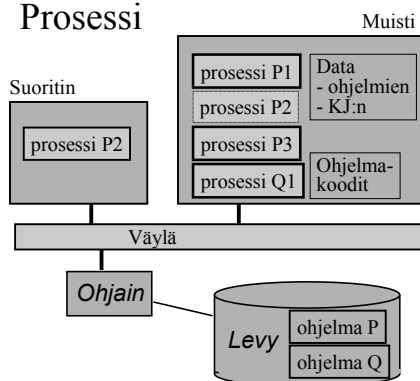 Prosessi
Muisti
Suoritin
prosessi P1
prosessi P2
prosessi P3
prosessi Q1
Data
- ohjelmien
- KJ:n
Ohjelma-
koodit
prosessi P2
Väylä
Ohjain
Levy
ohjelma P
ohjelma Q